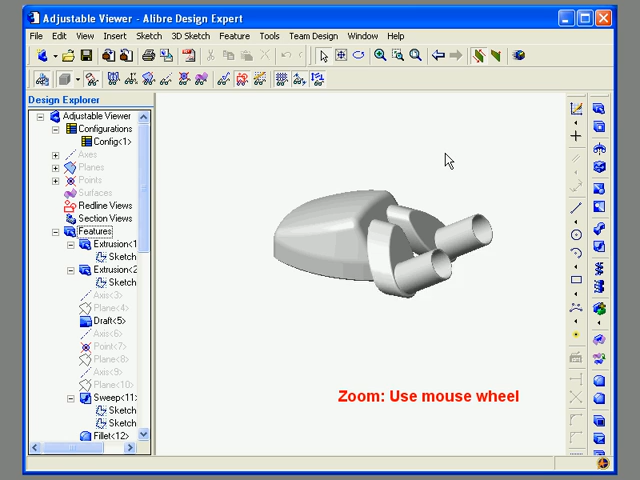 Adjustable Viewer - Alibre Design Expert
File Edit View Insert Sketch 3D Sketch Feature Tools Team Design Window Help
Design Explorer
Adjustable Viewer
Configurations
Config<1>
Axes
Planes
Points
Surfaces
Redline Views
Section Views
Features
Extrusion<1
Sketch
Extrusion<2
Sketch
Axis<3>
Plane<4>
Draft<5>
Axis<6>
Point<7>
Plane<8>
Axis<9>
Plane<10>
Sweep<11>
Sketch
Sketch
Fillet<12>
Zoom: Use mouse wheel